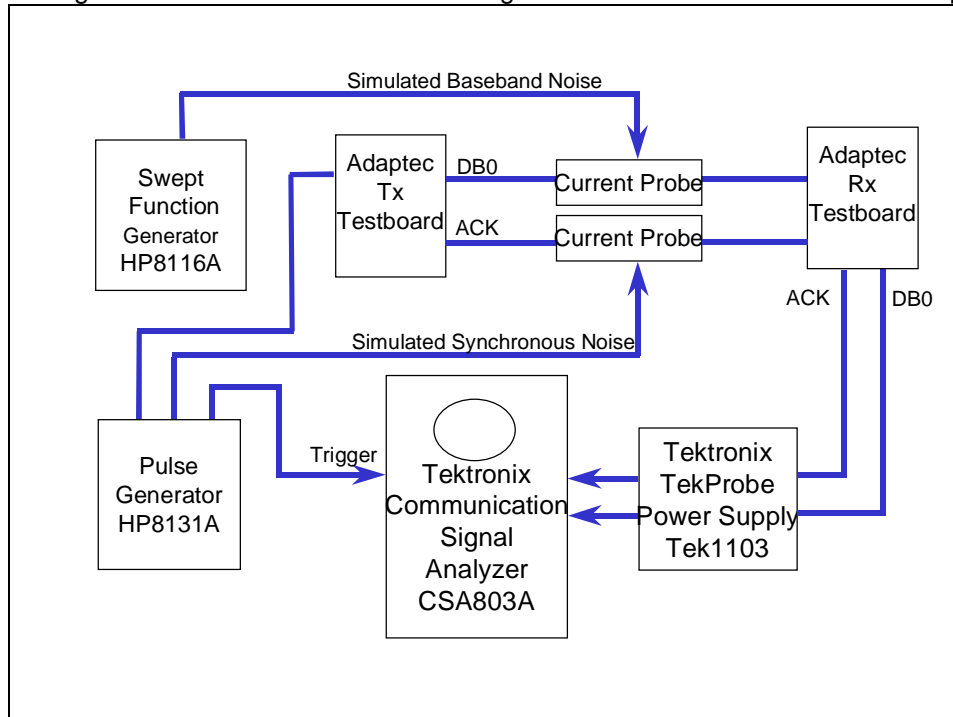 Simulated Baseband Noise
Swept
Function
Generator
HP8116A
Adaptec
Tx
Testboard
DB0
ACK
Current Probe
Current Probe
Adaptec
Rx
Testboard
ACK
DB0
Simulated Synchronous Noise
Pulse
Generator
HP8131A
Trigger
Tektronix
Communication
Signal
Analyzer
CSA803A
Tektronix
TekProbe
Power Supply
Tek1103